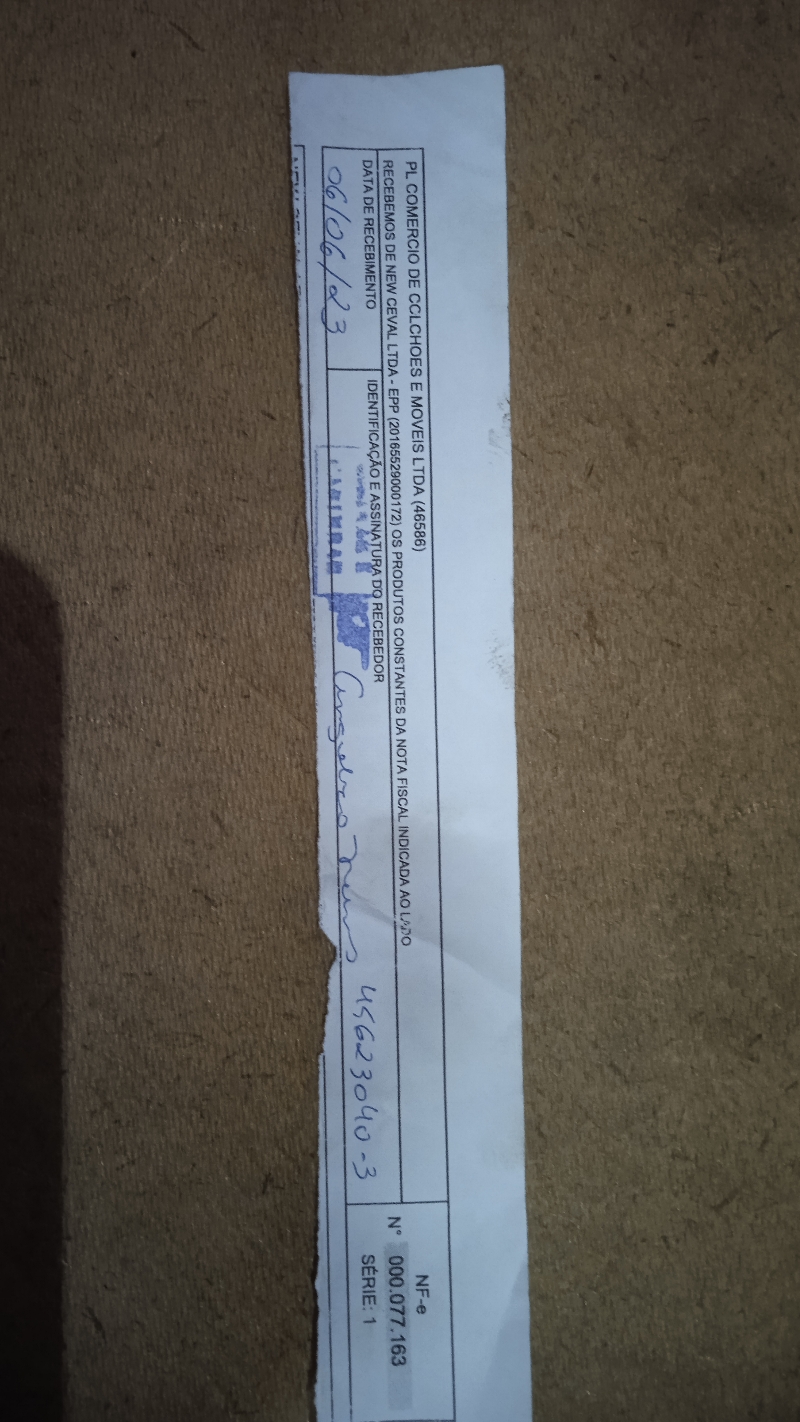 PL COMERCIO DE CCLCHOES E MOVEIS LTDA (46586)
RECEBEMOS DE NEW CEVAL LTDA - EPP (20165529000172) OS PRODUTOS CONSTANTES DA NOTA FISCAL INDICADA AO LADO
DATA DE RECEBIMENTO
06/06/23
IDENTIFICAÇÃO E ASSINATURA DO RECEBEDOR
45623040-3
NF-e
N° 000.077.163
SÉRIE: 1